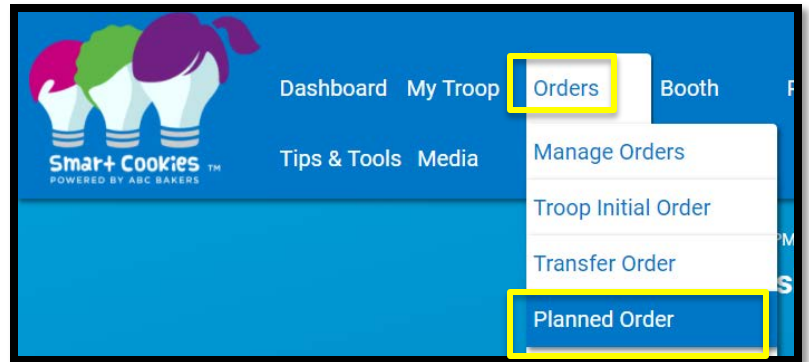 Dashboard My Troop Orders Booth
Tips & Tools Media
Smart Cookies TM
POWERED BY ABC BAKERS
Manage Orders
Troop Initial Order
Transfer Order
Planned Order